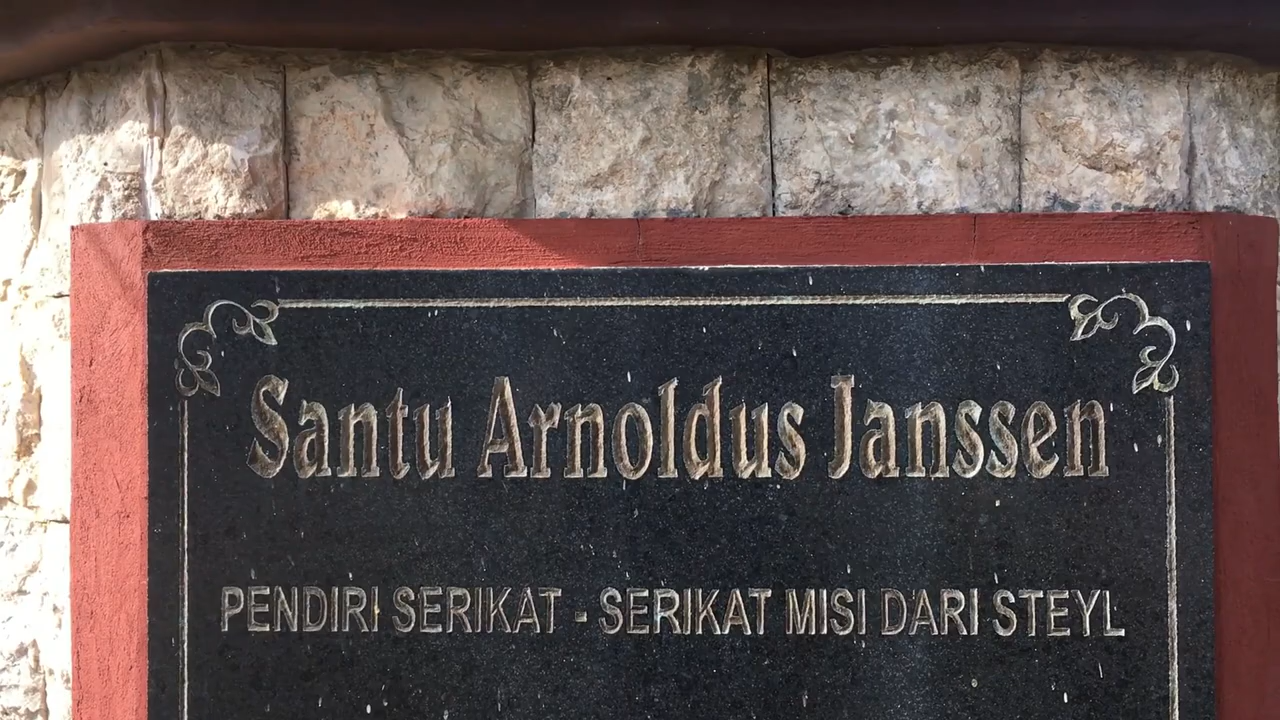 Santu Arnoldus Janssen
PENDIRI SERIKAT - SERIKAT MISI DARI STEYL